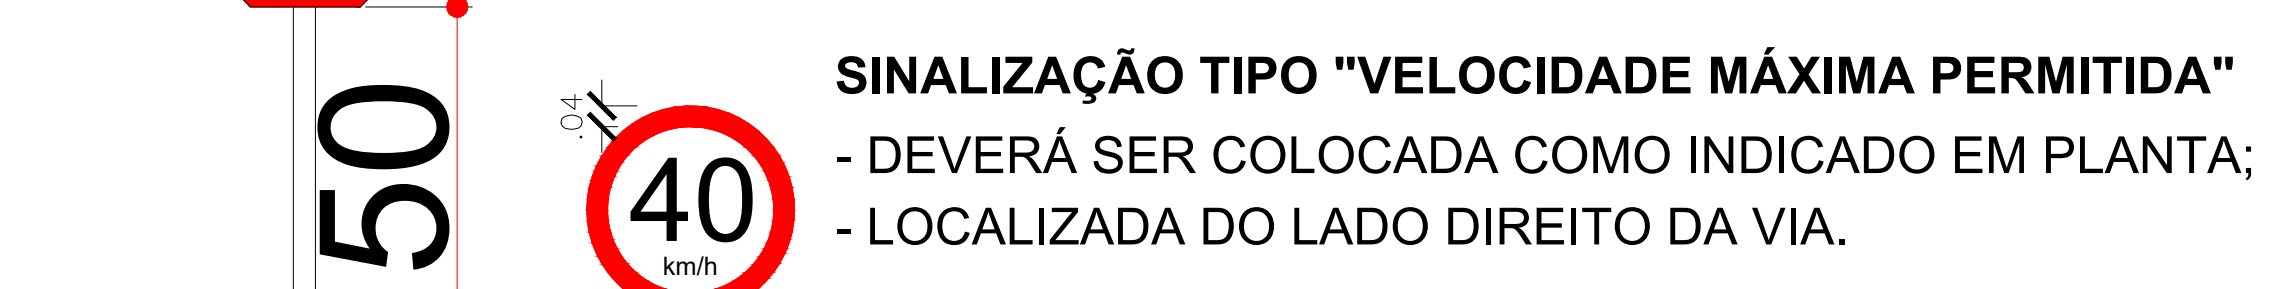 SINALIZAÇÃO TIPO "VELOCIDADE MÁXIMA PERMITIDA"
- DEVERÁ SER COLOCADA COMO INDICADO EM PLANTA;
- LOCALIZADA DO LADO DIREITO DA VIA.
50
.04
40
km/h